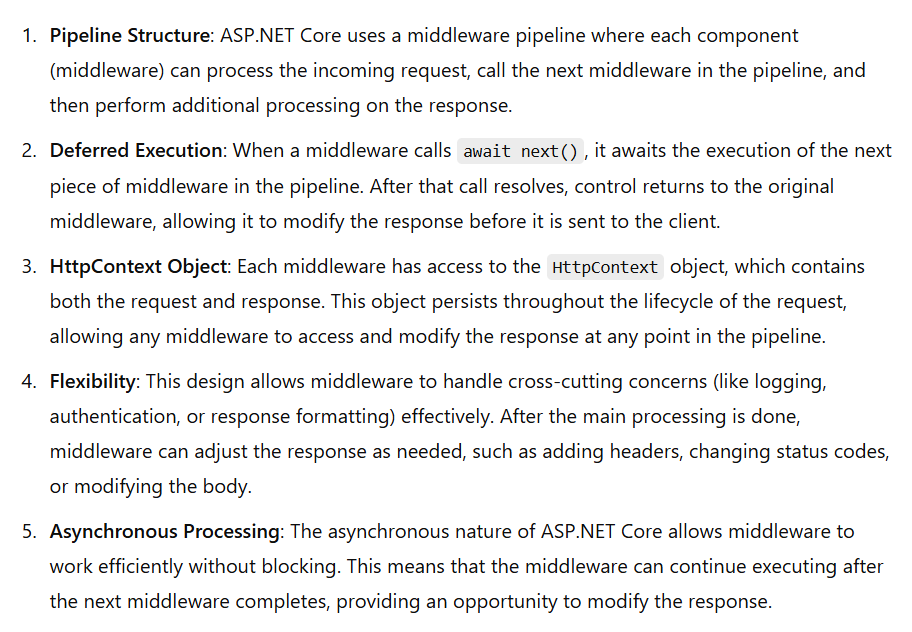 1. Pipeline Structure: ASP.NET Core uses a middleware pipeline where each component
(middleware) can process the incoming request, call the next middleware in the pipeline, and
then perform additional processing on the response.
2. Deferred Execution: When a middleware calls await next() , it awaits the execution of the next
piece of middleware in the pipeline. After that call resolves, control returns to the original
middleware, allowing it to modify the response before it is sent to the client.
3. HttpContext Object: Each middleware has access to the HttpContext object, which contains
both the request and response. This object persists throughout the lifecycle of the request,
allowing any middleware to access and modify the response at any point in the pipeline.
4. Flexibility: This design allows middleware to handle cross-cutting concerns (like logging,
authentication, or response formatting) effectively. After the main processing is done,
middleware can adjust the response as needed, such as adding headers, changing status codes,
or modifying the body.
5. Asynchronous Processing: The asynchronous nature of ASP.NET Core allows middleware to
work efficiently without blocking. This means that the middleware can continue executing after
the next middleware completes, providing an opportunity to modify the response.